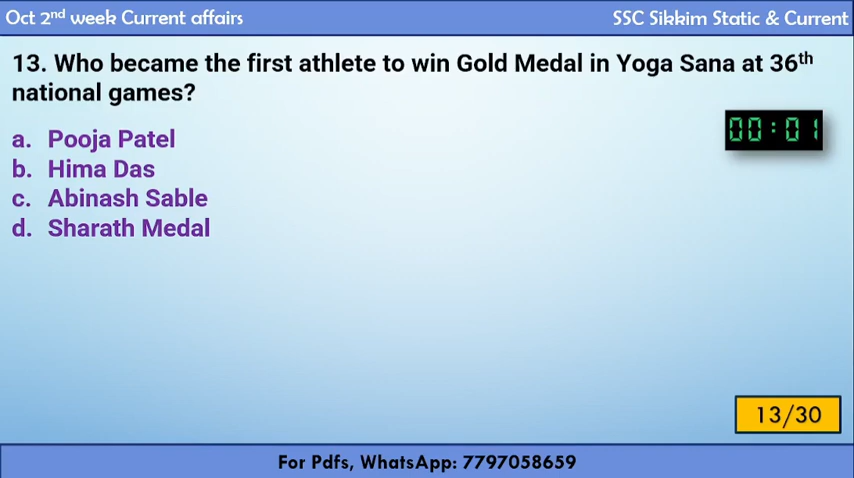 Oct 2nd week Current affairs
SSC Sikkim Static & Current
13. Who became the first athlete to win Gold Medal in Yoga Sana at 36th
national games?
00:01
a. Pooja Patel
b. Hima Das
c. Abinash Sable
d. Sharath Medal
13/30
For Pdfs, WhatsApp: 7797058659